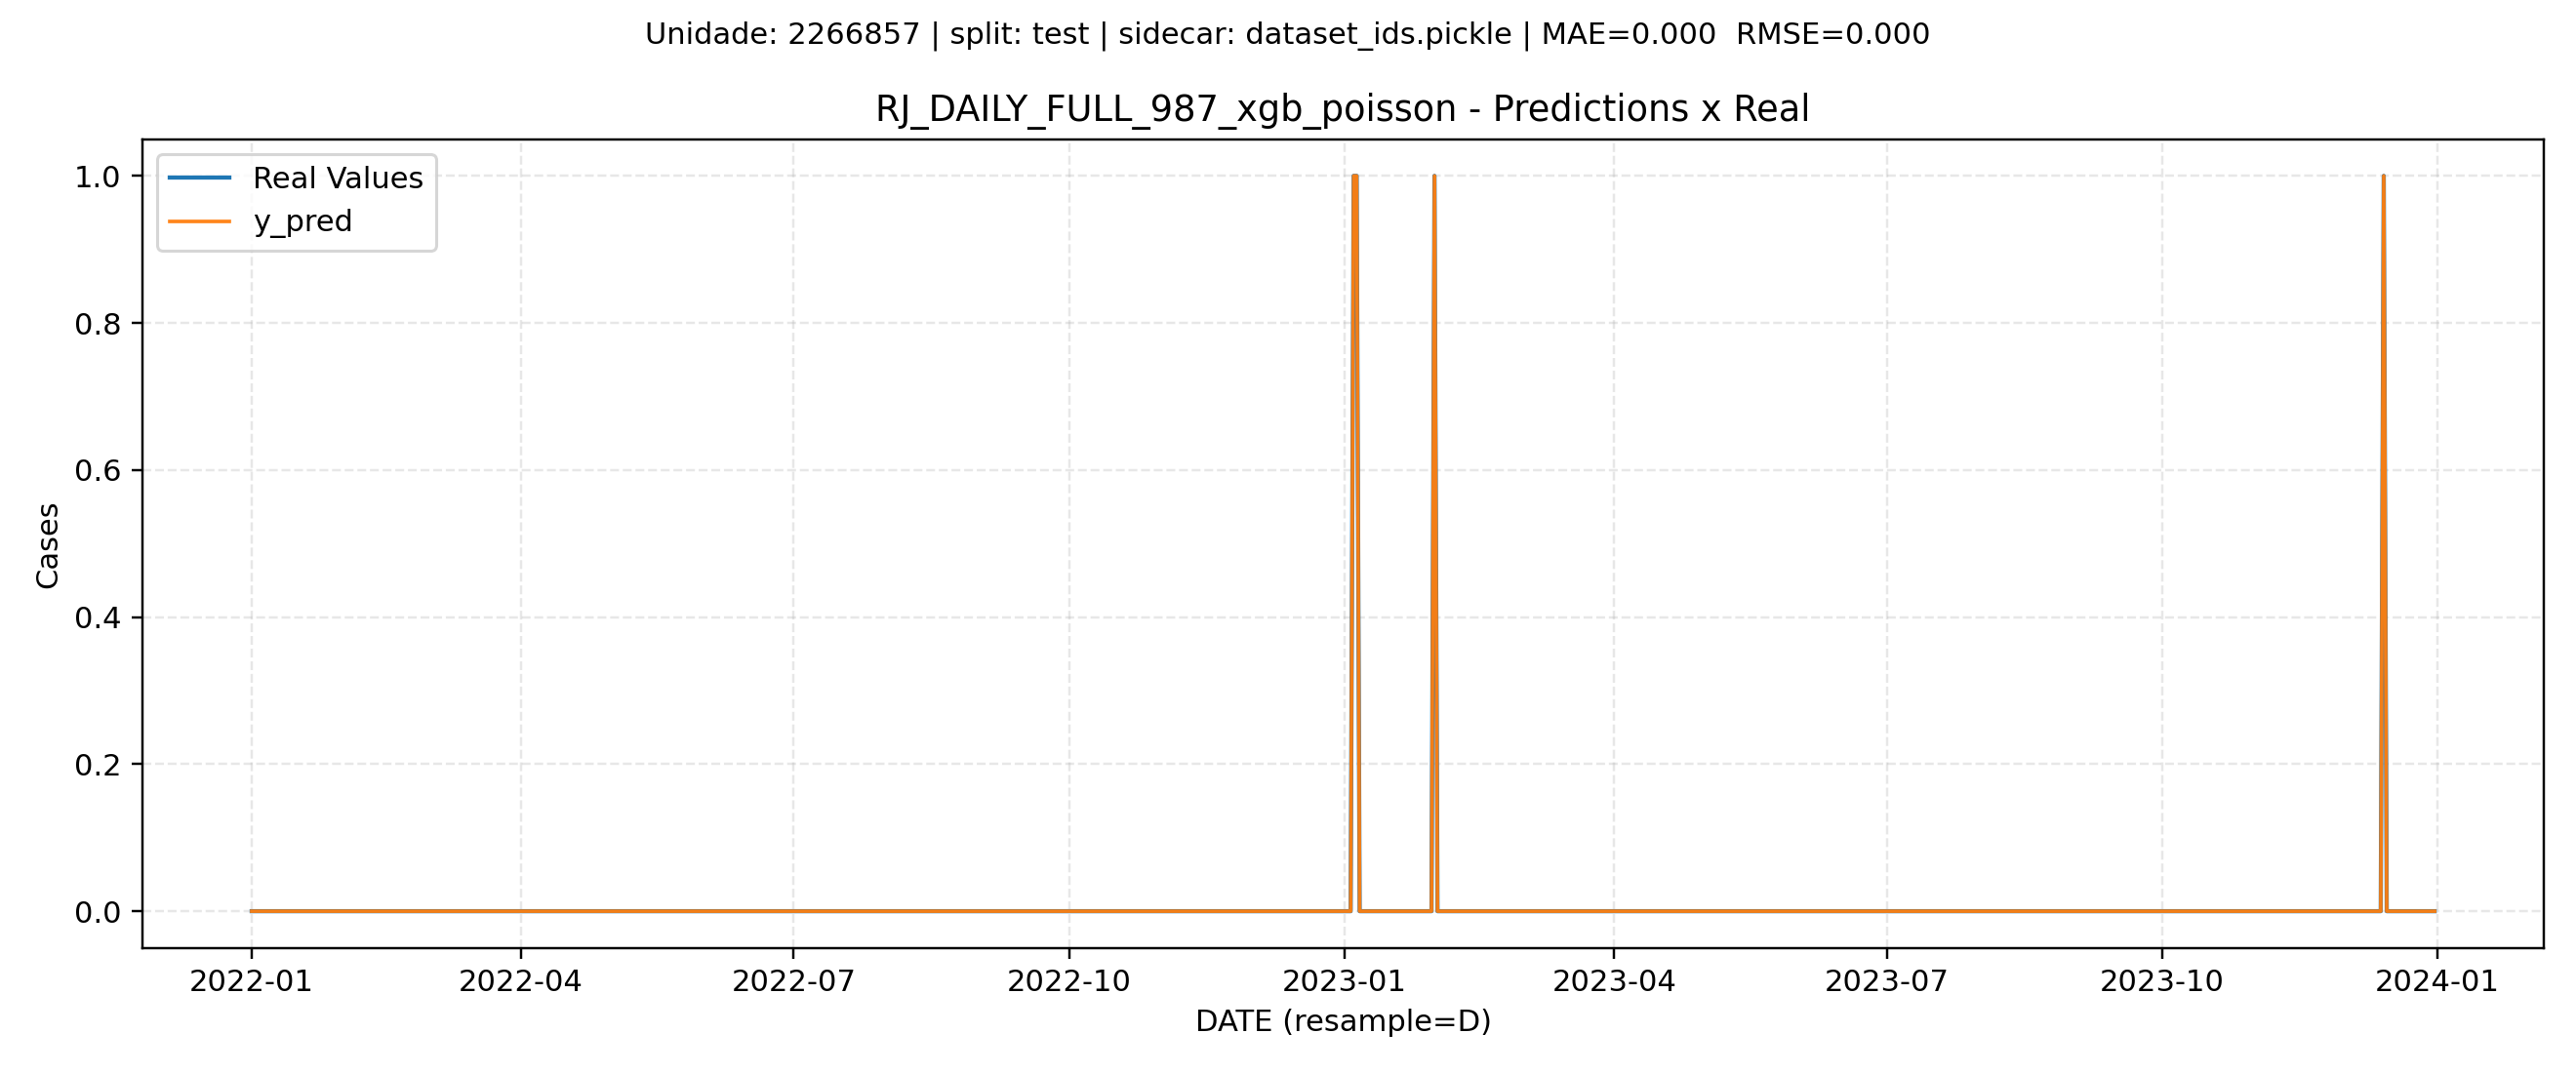 Unidade: 2266857 | split: test | sidecar: dataset_ids.pickle | MAE=0.000  RMSE=0.000
RJ_DAILY_FULL_987_xgb_poisson - Predictions x Real
Real Values
y_pred
1.0
0.8
0.6
0.4
0.2
0.0
Cases
2022-01
2022-04
2022-07
2022-10
2023-01
2023-04
2023-07
2023-10
2024-01
DATE (resample=D)